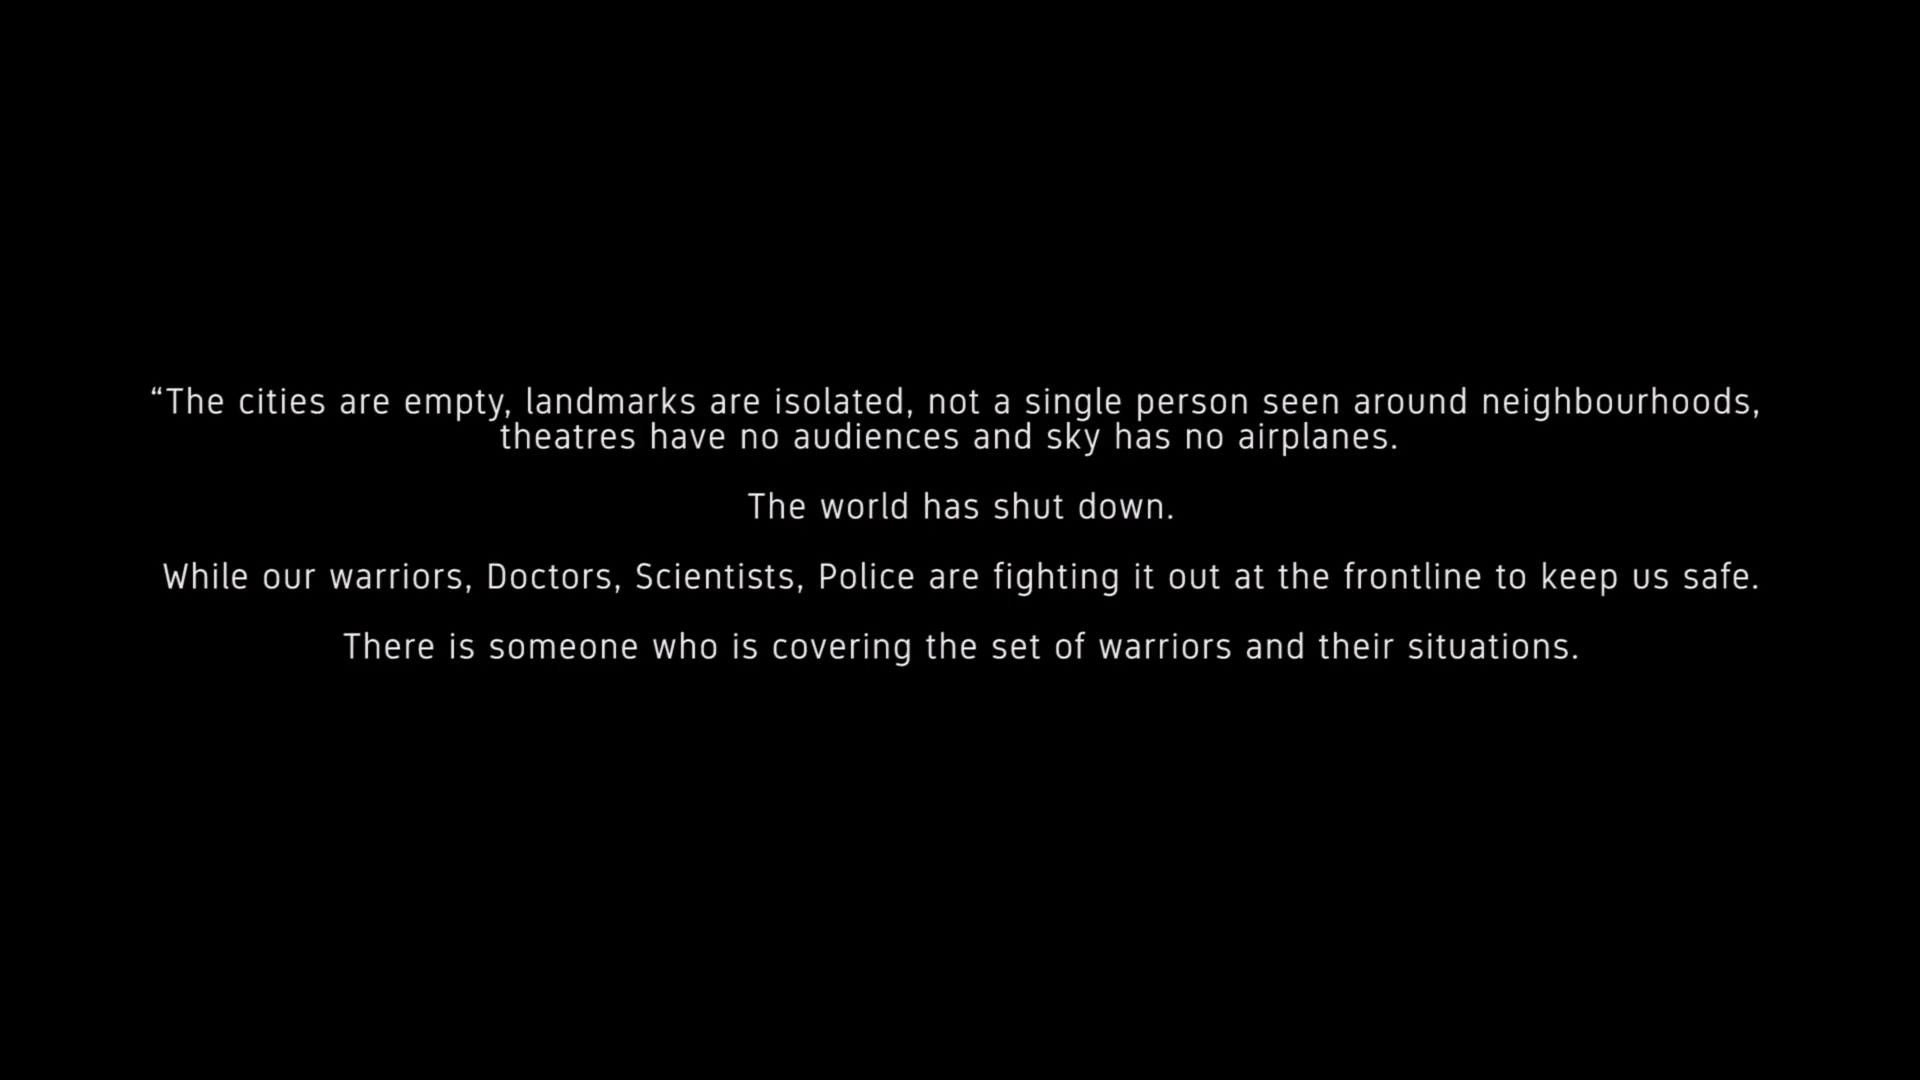 “The cities are empty, landmarks are isolated, not a single person seen around neighbourhoods,
theatres have no audiences and sky has no airplanes.
The world has shut down.
While our warriors, Doctors, Scientists, Police are fighting it out at the frontline to keep us safe.
There is someone who is covering the set of warriors and their situations.